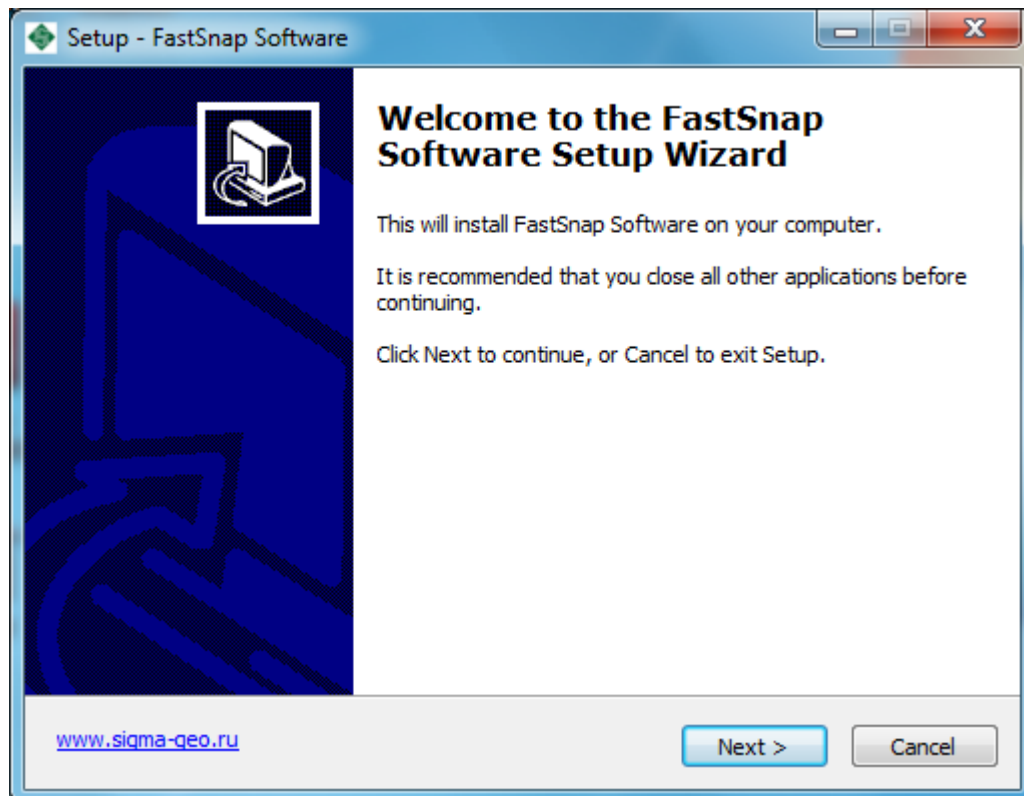 Setup - FastSnap Software
Welcome to the FastSnap
Software Setup Wizard
This will install FastSnap Software on your computer.
It is recommended that you close all other applications before
continuing.
Click Next to continue, or Cancel to exit Setup.
www.sigma-geo.ru
Next >
Cancel